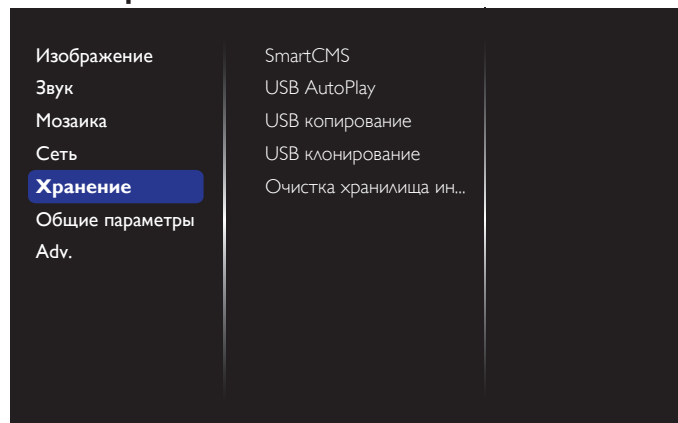 Изображение
Звук
Мозаика
Сеть
Хранение
Общие параметры
Adv.
SmartCMS
USB AutoPlay
USB копирование
USB клонирование
Очистка хранилища ин...